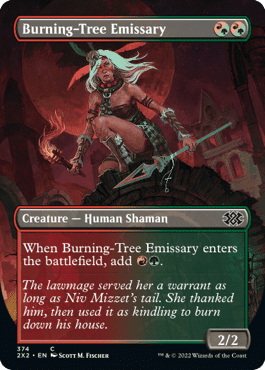 Burning-Tree Emissary
Creature — Human Shaman
When Burning-Tree Emissary enters
the battlefield, add
The lawmage served her a warrant as
long as Niv Mizzet's tail. She thanked
him, then used it as kindling to burn
down his house.
2/2
374 C
2X2 • EN SCOTT M. FISCHER
™ & © 2022 Wizards of the Coast